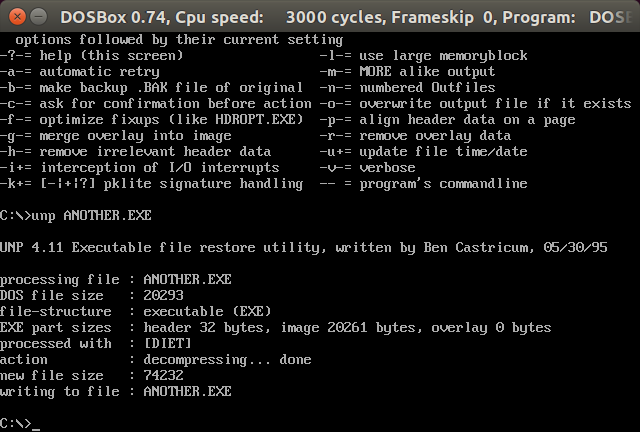 DOSBox 0.74, Cpu speed: 3000 cycles, Frameskip 0, Program: DOS
options followed by their current setting
-?-= help (this screen) -l-= use large memoryblock
-a-= automatic retry -m-= MORE alike output
-b-= make backup .BAK file of original -n-= numbered Outfiles
-c-= ask for confirmation before action -o-= overwrite output file if it exists
-f-= optimize fixups (like HDROPT.EXE) -p-= align header data on a page
-g-= merge overlay into image -r-= remove overlay data
-h-= remove irrelevant header data -u+= update file time/date
-i+= interception of I/O interrupts -v-= verbose
-k+= [-|+|?] pklite signature handling -- = program's commandline
C:\>unp ANOTHER.EXE
UNP 4.11 Executable file restore utility, written by Ben Castricum, 05/30/95
processing file : ANOTHER.EXE
DOS file size : 20293
file-structure : executable (EXE)
EXE part sizes : header 32 bytes, image 20261 bytes, overlay 0 bytes
processed with : [DIET]
action : decompressing... done
new file size : 74232
writing to file : ANOTHER.EXE
C:\>_